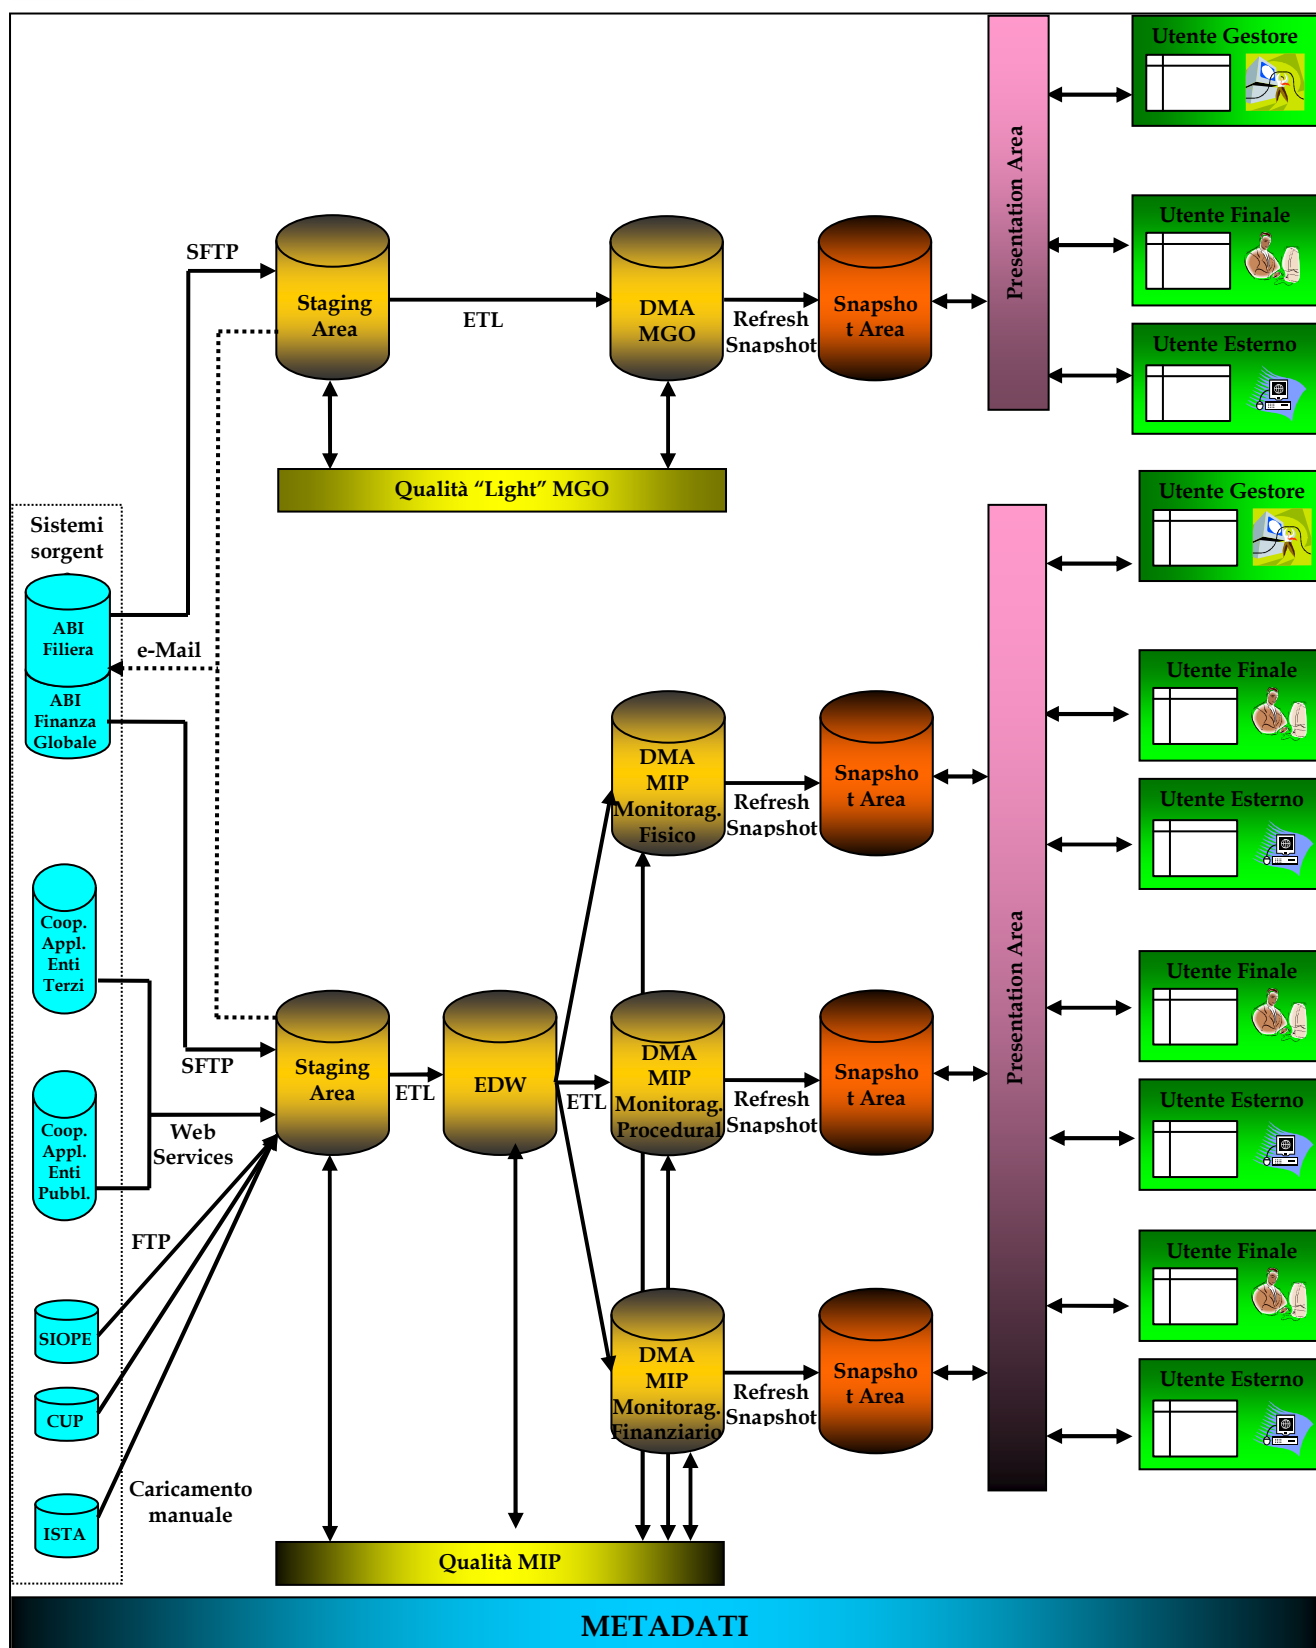 Utente Gestore
Utente Finale
Utente Esterno
Presentation Area
SFTP
Staging
Area
ETL
DMA
MGO
Refresh
Snapshot
Snapsho
t Area
Qualità “Light” MGO
Sistemi
sorgent
ABI
Filiera
e-Mail
ABI
Finanza
Globale
Coop.
Appl.
Enti
Terzi
Coop.
Appl.
Enti
Pubbl.
SIOPE
CUP
ISTA
SFTP
Web
Services
FTP
Caricamento
manuale
Staging
Area
ETL
EDW
ETL
DMA
MIP
Monitorag.
Fisico
Refresh
Snapshot
Snapsho
t Area
DMA
MIP
Monitorag.
Procedural
Refresh
Snapshot
Snapsho
t Area
DMA
MIP
Monitorag.
Finanziario
Refresh
Snapshot
Snapsho
t Area
Presentation Area
Utente Gestore
Utente Finale
Utente Esterno
Utente Finale
Utente Esterno
Utente Finale
Utente Esterno
Qualità MIP
METADATI